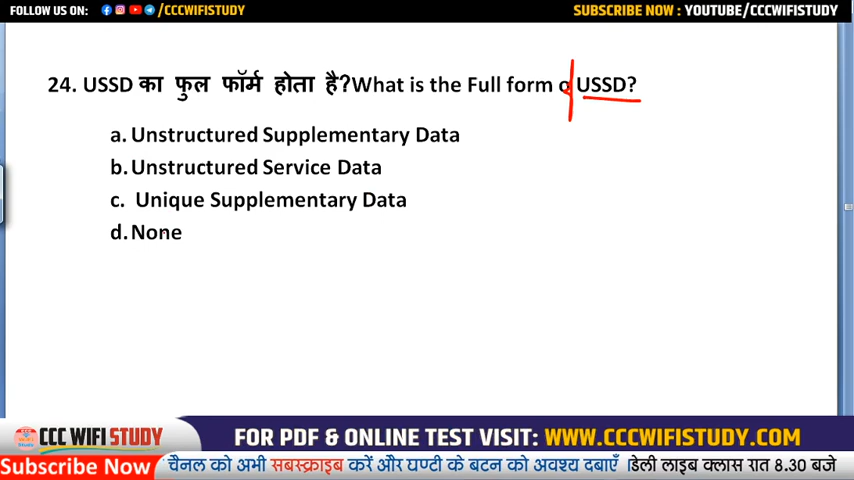 FOLLOW US ON: /CCCWIFISTUDY SUBSCRIBE NOW : YOUTUBE/CCCWIFISTUDY
24. USSD का फुल फॉर्म होता है?What is the Full form o USSD?
a. Unstructured Supplementary Data
b. Unstructured Service Data
c. Unique Supplementary Data
d. None
CCC WIFI STUDY FOR PDF & ONLINE TEST VISIT: WWW.CCCWIFISTUDY.COM
Subscribe Now चैनल को अभी सबस्क्राइब करें और घण्टी के बटन को अवश्य दबाएँ डेली लाइब क्लास रात 8.30 बजे